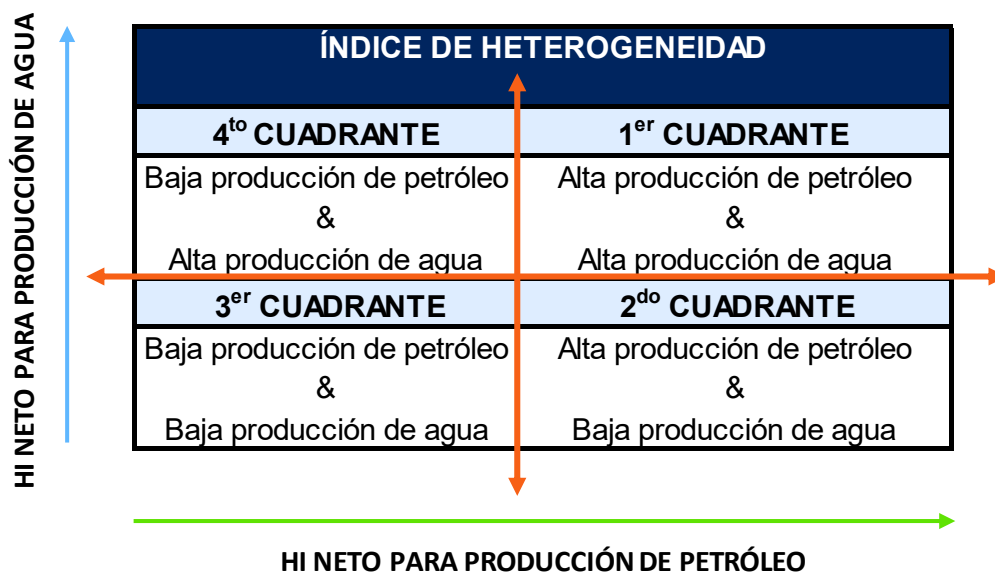 HI NETO PARA PRODUCCIÓN DE AGUA
ÍNDICE DE HETEROGENEIDAD
4to CUADRANTE
1er CUADRANTE
Baja producción de petróleo
&
Alta producción de agua
Alta producción de petróleo
&
Alta producción de agua
3er CUADRANTE
2do CUADRANTE
Baja producción de petróleo
&
Baja producción de agua
Alta producción de petróleo
&
Baja producción de agua
HI NETO PARA PRODUCCIÓN DE PETRÓLEO